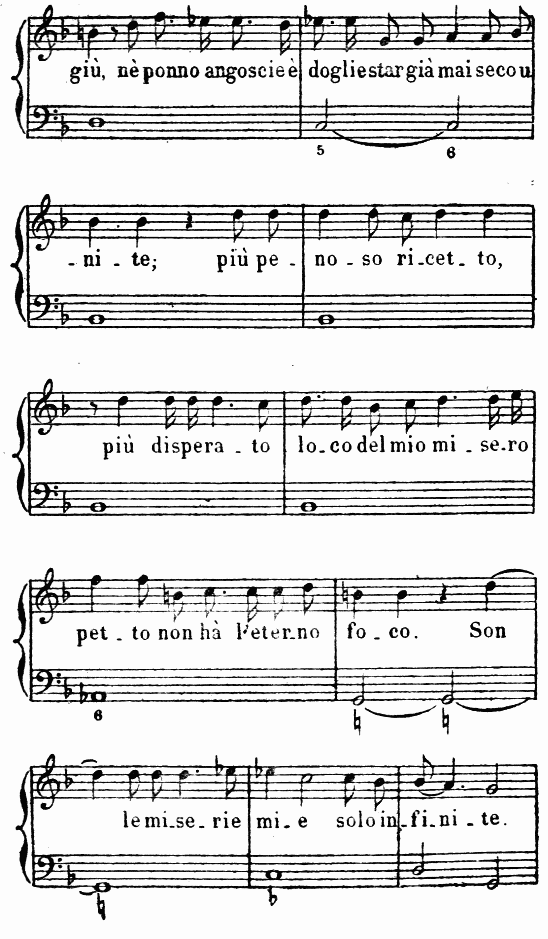 giù, nè ponno angoscie è doglie star già mai seco u
5 6
- ni - te; più pe - no - so ri - cet - to,
più dispera - to lo - co del mio mi - se - ro
pet - to non hà l'eter - no fo - co. Son
6
le mi - se - rie mi - e solo in - fi - ni - te.